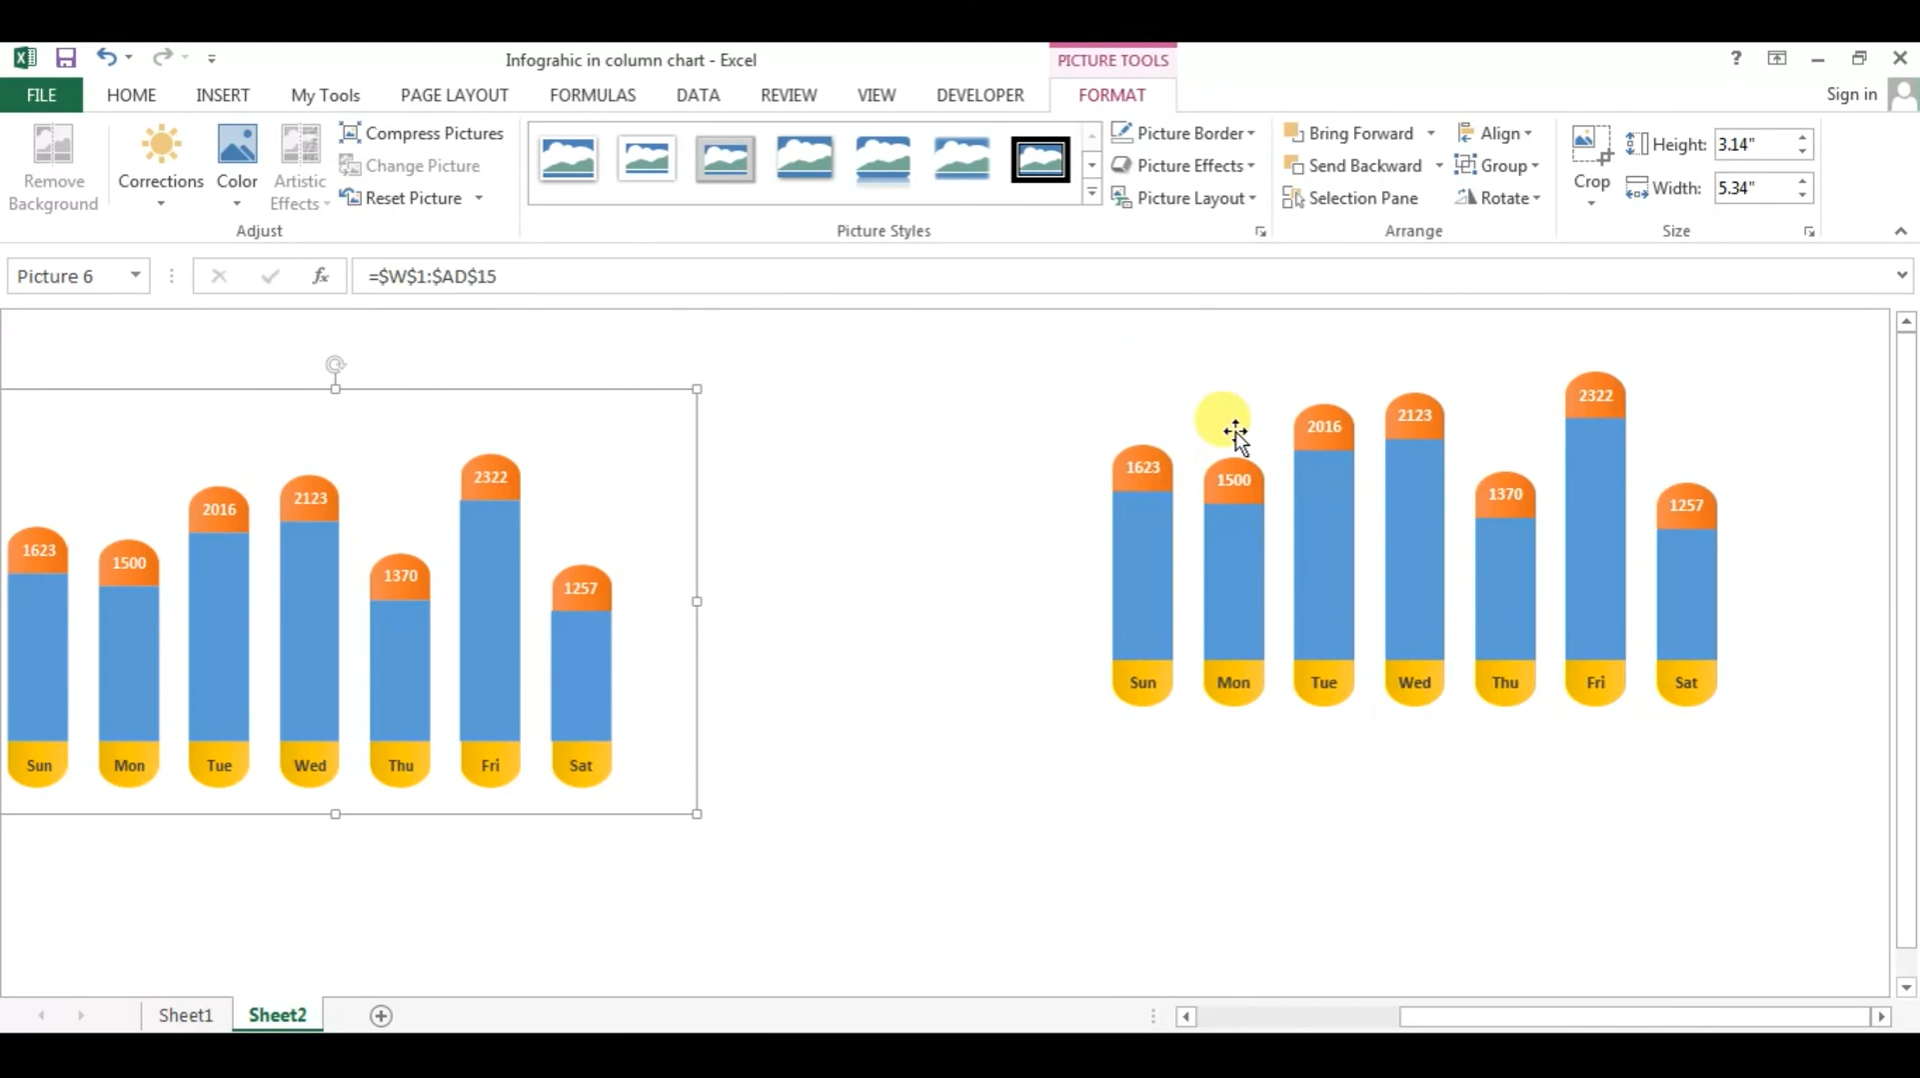 Infograhic in column chart - Excel
PICTURE TOOLS
?
FILE
HOME
INSERT
My Tools
PAGE LAYOUT
FORMULAS
DATA
REVIEW
VIEW
DEVELOPER
FORMAT
Sign in
Remove
Background
Corrections
Color
Artistic
Effects
Compress Pictures
Change Picture
Reset Picture
Adjust
Picture Styles
Picture Border
Picture Effects
Picture Layout
Bring Forward
Send Backward
Selection Pane
Align
Group
Rotate
Arrange
Crop
Height: 3.14"
Width: 5.34"
Size
Picture 6
fx
=$W$1:$AD$15
1623
1500
2016
2123
1370
2322
1257
Sun
Mon
Tue
Wed
Thu
Fri
Sat
1623
1500
2016
2123
1370
2322
1257
Sun
Mon
Tue
Wed
Thu
Fri
Sat
Sheet1
Sheet2